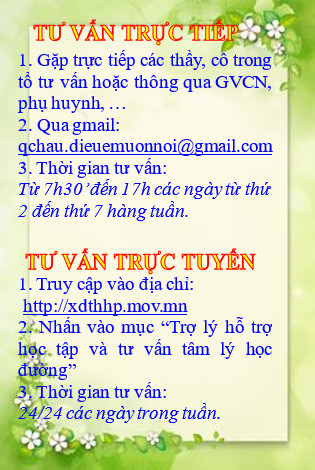 TƯ VẤN TRỰC TIẾP
1. Gặp trực tiếp các thầy, cô trong
tổ tư vấn hoặc thông qua GVCN,
phụ huynh, …
2. Qua gmail:
qchau.dieuemuonnoi@gmail.com
3. Thời gian tư vấn:
Từ 7h30’ đến 17h các ngày từ thứ
2 đến thứ 7 hàng tuần.
TƯ VẤN TRỰC TUYẾN
1. Truy cập vào địa chỉ:
http://xdthhp.mov.mn
2. Nhấn vào mục “Trợ lý hỗ trợ
học tập và tư vấn tâm lý học
đường”
3. Thời gian tư vấn:
24/24 các ngày trong tuần.